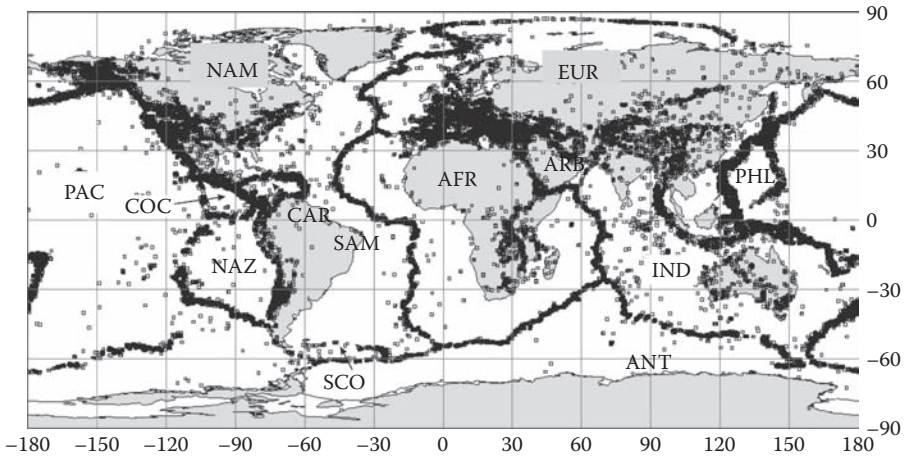 90
NAM
EUR
60
30
ARB
PAC
AFR
PHL
COC
CAR
0
SAM
NAZ
IND
−30
ANT
−60
SCO
−90
−180 −150 −120 −90 −60 −30 0 30 60 90 120 150 180